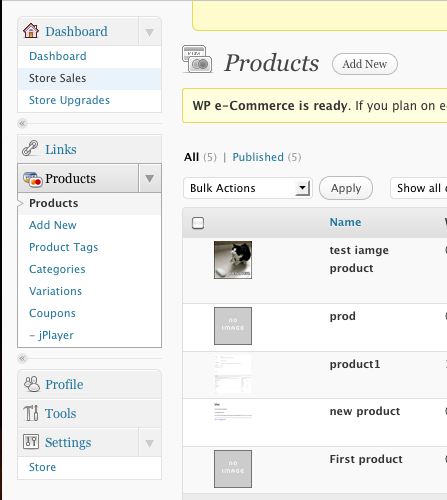 Dashboard
Dashboard
Store Sales
Store Upgrades
Links
Products
Products
Add New
Product Tags
Categories
Variations
Coupons
- jPlayer
Profile
Tools
Settings
Store
Products Add New
WP e-Commerce is ready. If you plan on e
All (5) | Published (5)
Bulk Actions Apply Show all
Name
test iamge
product
NO
IMAGE
prod
product1
new product
NO
IMAGE
First product